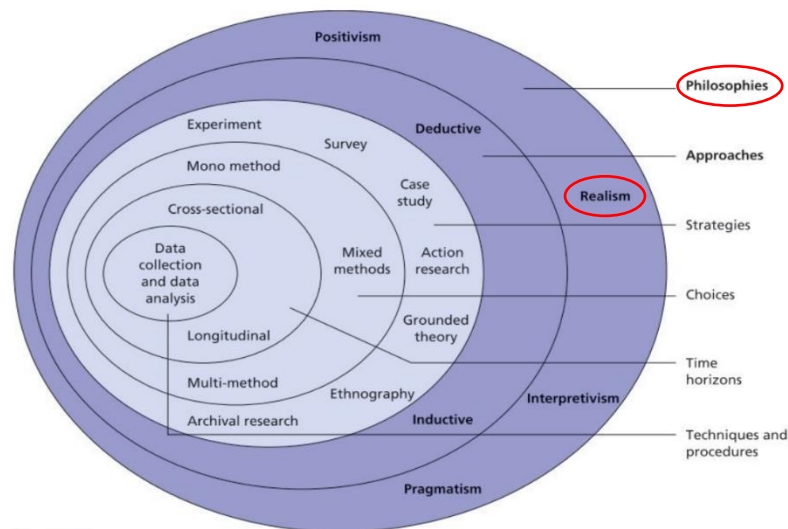 Positivism
Philosophies
Experiment
Deductive
Survey
Approaches
Mono method
Case
study
Realism
Cross-sectional
Strategies
Data
collection
and data
analysis
Mixed
methods
Action
research
Choices
Grounded
theory
Longitudinal
Time
horizons
Multi-method
Ethnography
Interpretivism
Archival research
Inductive
Techniques and
procedures
Pragmatism